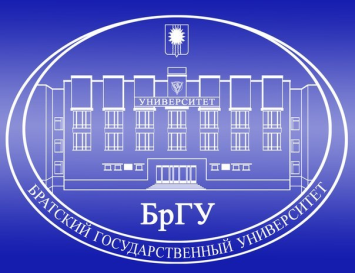 УНИВЕРСИТЕТ
БрГУ
БРАТСКИЙ ГОСУДАРСТВЕННЫЙ УНИВЕРСИТЕТ